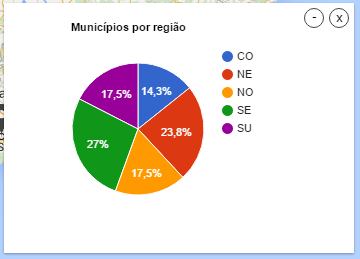 Municípios por região
- x
CO
NE
NO
SE
SU
14,3%
23,8%
17,5%
27%
17,5%